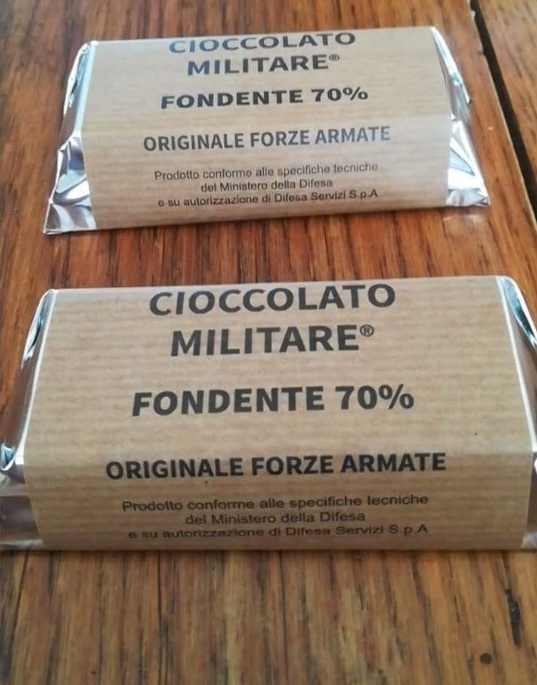 CIOCCOLATO
MILITARE®
FONDENTE 70%
ORIGINALE FORZE ARMATE
Prodotto conforme alle specifiche tecniche
del Ministero della Difesa
e su autorizzazione di Difesa Servizi S.p.A
CIOCCOLATO
MILITARE®
FONDENTE 70%
ORIGINALE FORZE ARMATE
Prodotto conforme alle specifiche tecniche
del Ministero della Difesa
e su autorizzazione di Difesa Servizi S.p.A